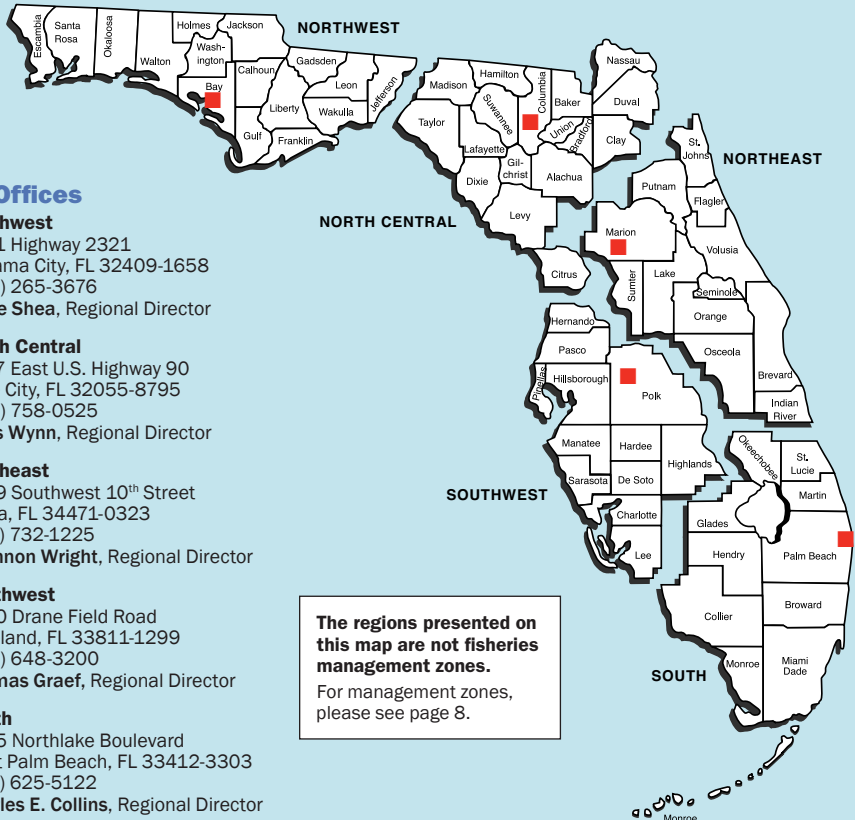 NORTHWEST
Escambia
Santa
Rosa
Okaloosa
Walton
Holmes
Jackson
Wash-
ington
Bay
Calhoun
Gulf
Gadsden
Liberty
Franklin
Leon
Wakulla
Jefferson
NORTH CENTRAL
Madison
Taylor
Hamilton
Suwannee
Lafayette
Dixie
Columbia
Gil-
christ
Levy
Baker
Union
Bradford
Alachua
Nassau
Duval
Clay
Citrus
NORTHEAST
St.
Johns
Putnam
Flagler
Marion
Volusia
Sumter
Lake
Seminole
Orange
Osceola
Brevard
Indian
River
SOUTHWEST
Hernando
Pasco
Pinellas
Hillsborough
Polk
Manatee
Hardee
Highlands
Sarasota
De Soto
Charlotte
Lee
SOUTH
Okeechobee
St.
Lucie
Martin
Glades
Hendry
Palm Beach
Collier
Broward
Monroe
Miami
Dade
Monroe
Offices
hwest
1 Highway 2321
ma City, FL 32409-1658
) 265-3676
e Shea, Regional Director
h Central
7 East U.S. Highway 90
City, FL 32055-8795
) 758-0525
s Wynn, Regional Director
heast
9 Southwest 10th Street
a, FL 34471-0323
) 732-1225
nnon Wright, Regional Director
hwest
0 Drane Field Road
land, FL 33811-1299
) 648-3200
mas Graef, Regional Director
th
5 Northlake Boulevard
t Palm Beach, FL 33412-3303
) 625-5122
les E. Collins, Regional Director
The regions presented on
this map are not fisheries
management zones.
For management zones,
please see page 8.